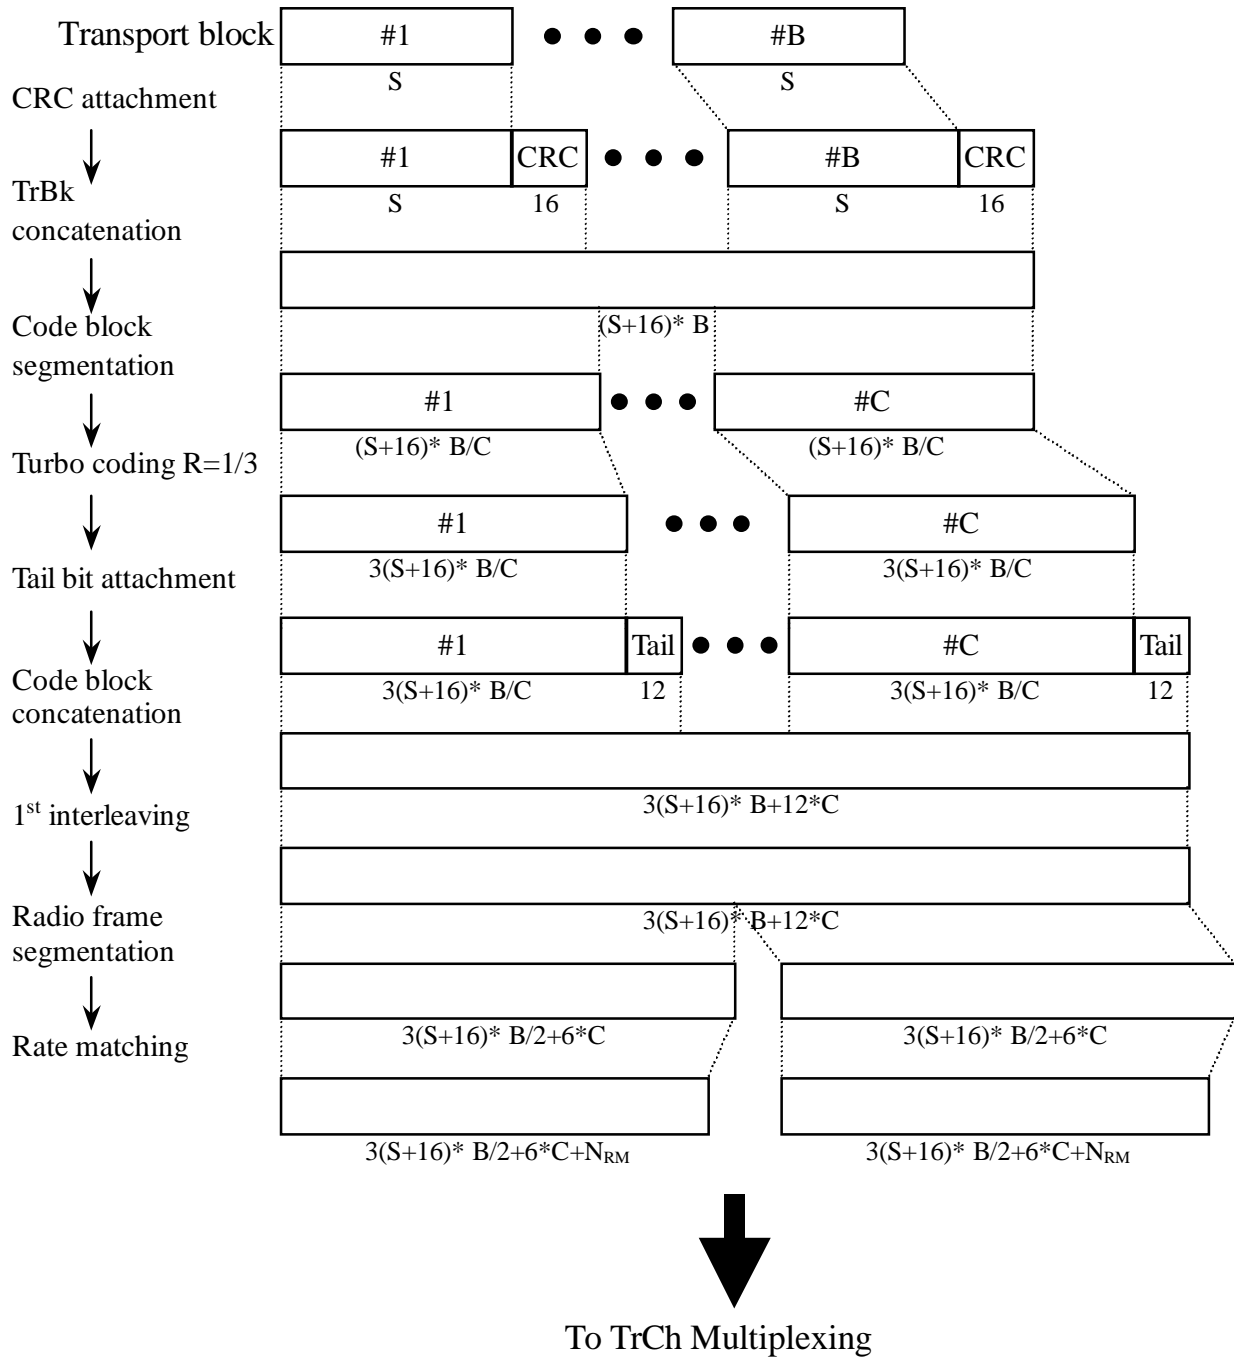 Transport block #1 ● ● ● #B
S S
CRC attachment
#1 CRC ● ● ● #B CRC
S 16 S 16
TrBk
concatenation
(S+16)* B
Code block
segmentation
#1 ● ● ● #C
(S+16)* B/C (S+16)* B/C
Turbo coding R=1/3
#1 ● ● ● #C
3(S+16)* B/C 3(S+16)* B/C
Tail bit attachment
#1 Tail ● ● ● #C Tail
3(S+16)* B/C 12 3(S+16)* B/C 12
Code block
concatenation
3(S+16)* B+12*C
1st interleaving
3(S+16)* B+12*C
Radio frame
segmentation
3(S+16)* B/2+6*C 3(S+16)* B/2+6*C
Rate matching
3(S+16)* B/2+6*C+NRM 3(S+16)* B/2+6*C+NRM
To TrCh Multiplexing